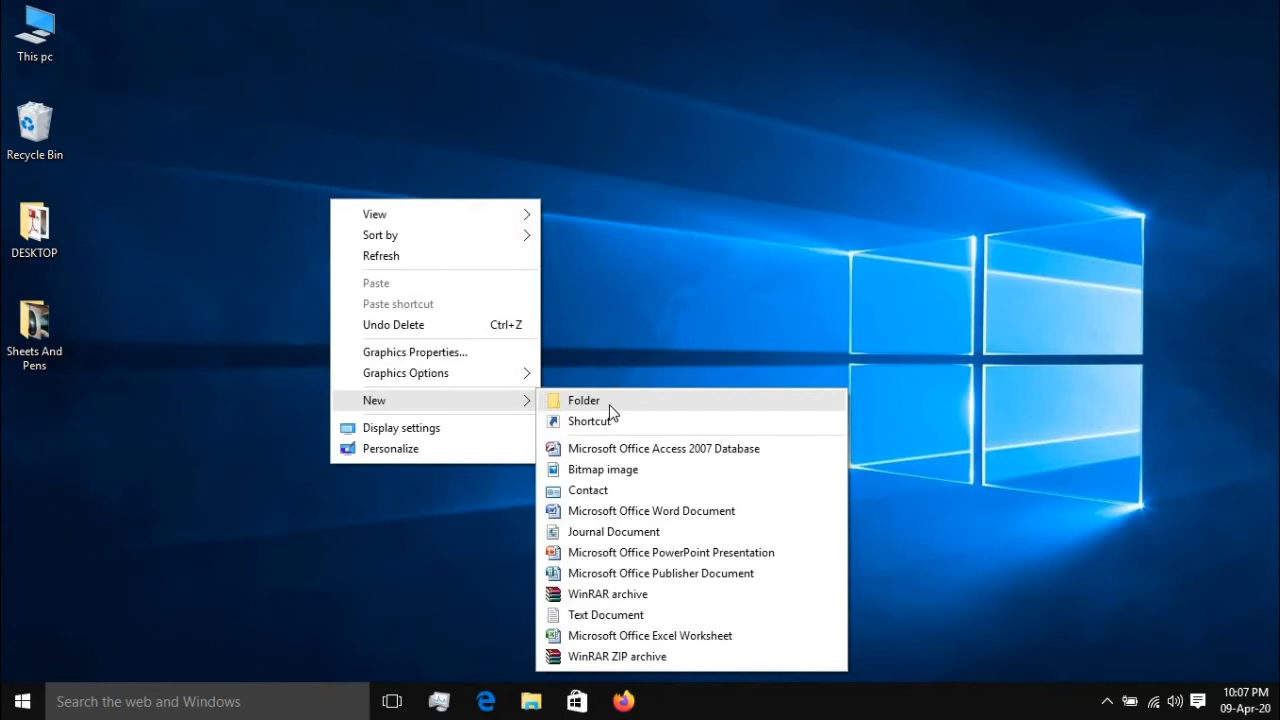 This pc
Recycle Bin
DESKTOP
Sheets And
Pens
View
Sort by
Refresh
Paste
Paste shortcut
Undo Delete Ctrl+Z
Graphics Properties...
Graphics Options
New
Display settings
Personalize
Folder
Shortcut
Microsoft Office Access 2007 Database
Bitmap image
Contact
Microsoft Office Word Document
Journal Document
Microsoft Office PowerPoint Presentation
Microsoft Office Publisher Document
WinRAR archive
Text Document
Microsoft Office Excel Worksheet
WinRAR ZIP archive
Search the web and Windows
10:07 PM
09-Apr-20